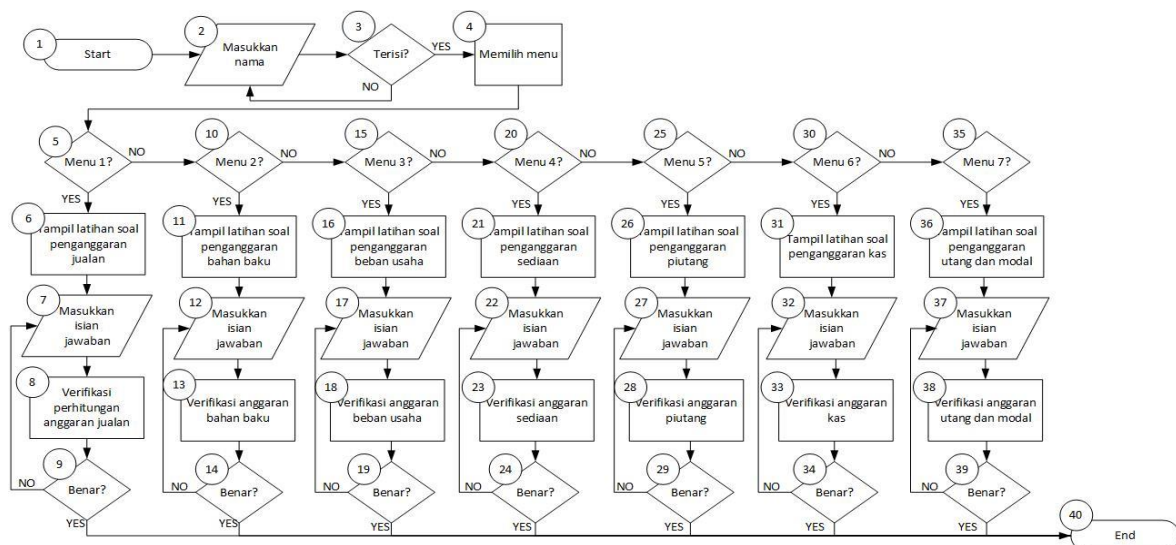 1
Start
2
Masukkan
nama
3
Terisi?
YES
NO
4
Memilih menu
5
Menu 1?
NO
YES
10
Menu 2?
NO
YES
15
Menu 3?
NO
YES
20
Menu 4?
NO
YES
25
Menu 5?
NO
YES
30
Menu 6?
NO
YES
35
Menu 7?
YES
6
Tampil latihan soal
penganggaran
jualan
11
Tampil latihan soal
penganggaran
bahan baku
16
Tampil latihan soal
penganggaran
beban usaha
21
Tampil latihan soal
penganggaran
sediaan
26
Tampil latihan soal
penganggaran
piutang
31
Tampil latihan soal
penganggaran kas
36
Tampil latihan soal
penganggaran
utang dan modal
7
Masukkan
isian
jawaban
12
Masukkan
isian
jawaban
17
Masukkan
isian
jawaban
22
Masukkan
isian
jawaban
27
Masukkan
isian
jawaban
32
Masukkan
isian
jawaban
37
Masukkan
isian
jawaban
8
Verifikasi
perhitungan
anggaran jualan
13
Verifikasi anggaran
bahan baku
18
Verifikasi anggaran
beban usaha
23
Verifikasi anggaran
sediaan
28
Verifikasi anggaran
piutang
33
Verifikasi anggaran
kas
38
Verifikasi anggaran
utang dan modal
9
NO
Benar?
YES
14
NO
Benar?
YES
19
NO
Benar?
YES
24
NO
Benar?
YES
29
NO
Benar?
YES
34
NO
Benar?
YES
39
NO
Benar?
YES
40
End